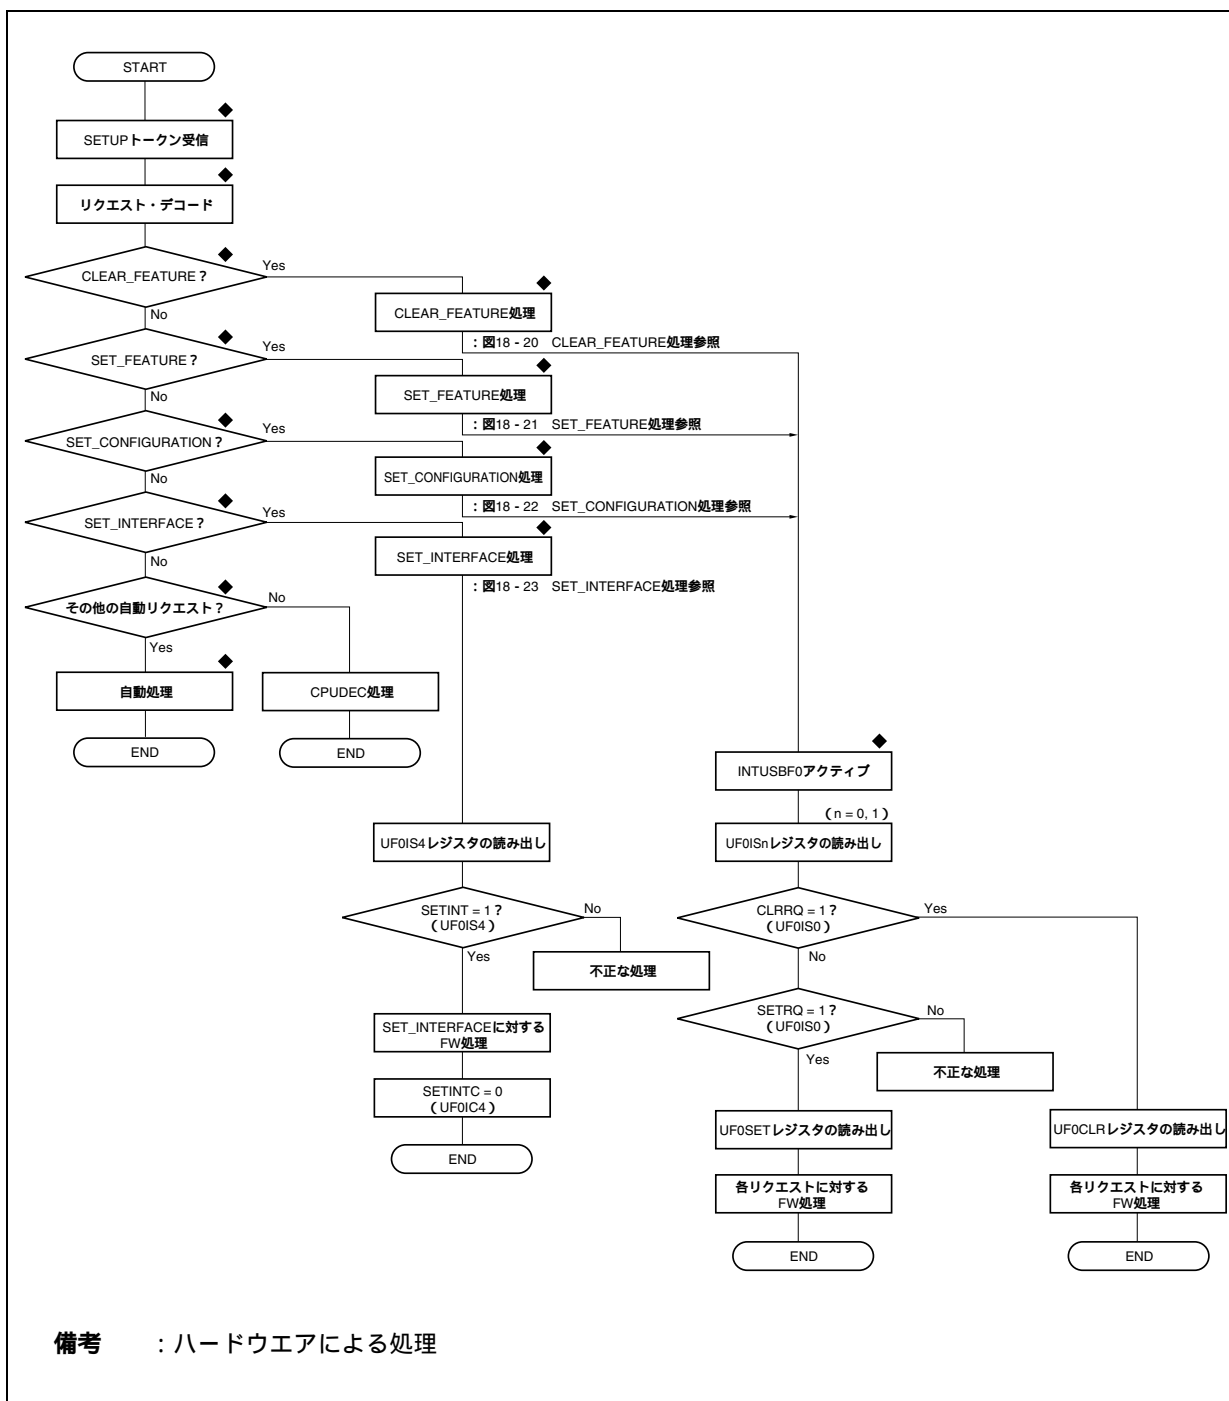 START
SETUPトークン受信
リクエスト・デコード
CLEAR_FEATURE？
Yes
No
CLEAR_FEATURE処理
：図18 - 20　CLEAR_FEATURE処理参照
SET_FEATURE？
Yes
No
SET_FEATURE処理
：図18 - 21　SET_FEATURE処理参照
SET_CONFIGURATION？
Yes
No
SET_CONFIGURATION処理
：図18 - 22　SET_CONFIGURATION処理参照
SET_INTERFACE？
Yes
No
SET_INTERFACE処理
：図18 - 23　SET_INTERFACE処理参照
その他の自動リクエスト？
No
Yes
自動処理
CPUDEC処理
END
END
INTUSBF0アクティブ
（n = 0, 1）
UF0IS4レジスタの読み出し
UF0ISnレジスタの読み出し
SETINT = 1？
（UF0IS4）
No
Yes
不正な処理
CLRRQ = 1？
（UF0IS0）
Yes
No
SETRQ = 1？
（UF0IS0）
No
Yes
不正な処理
SET_INTERFACEに対する
FW処理
SETINTC = 0
（UF0IC4）
END
UF0SETレジスタの読み出し
UF0CLRレジスタの読み出し
各リクエストに対する
FW処理
各リクエストに対する
FW処理
END
END
備考　：ハードウエアによる処理